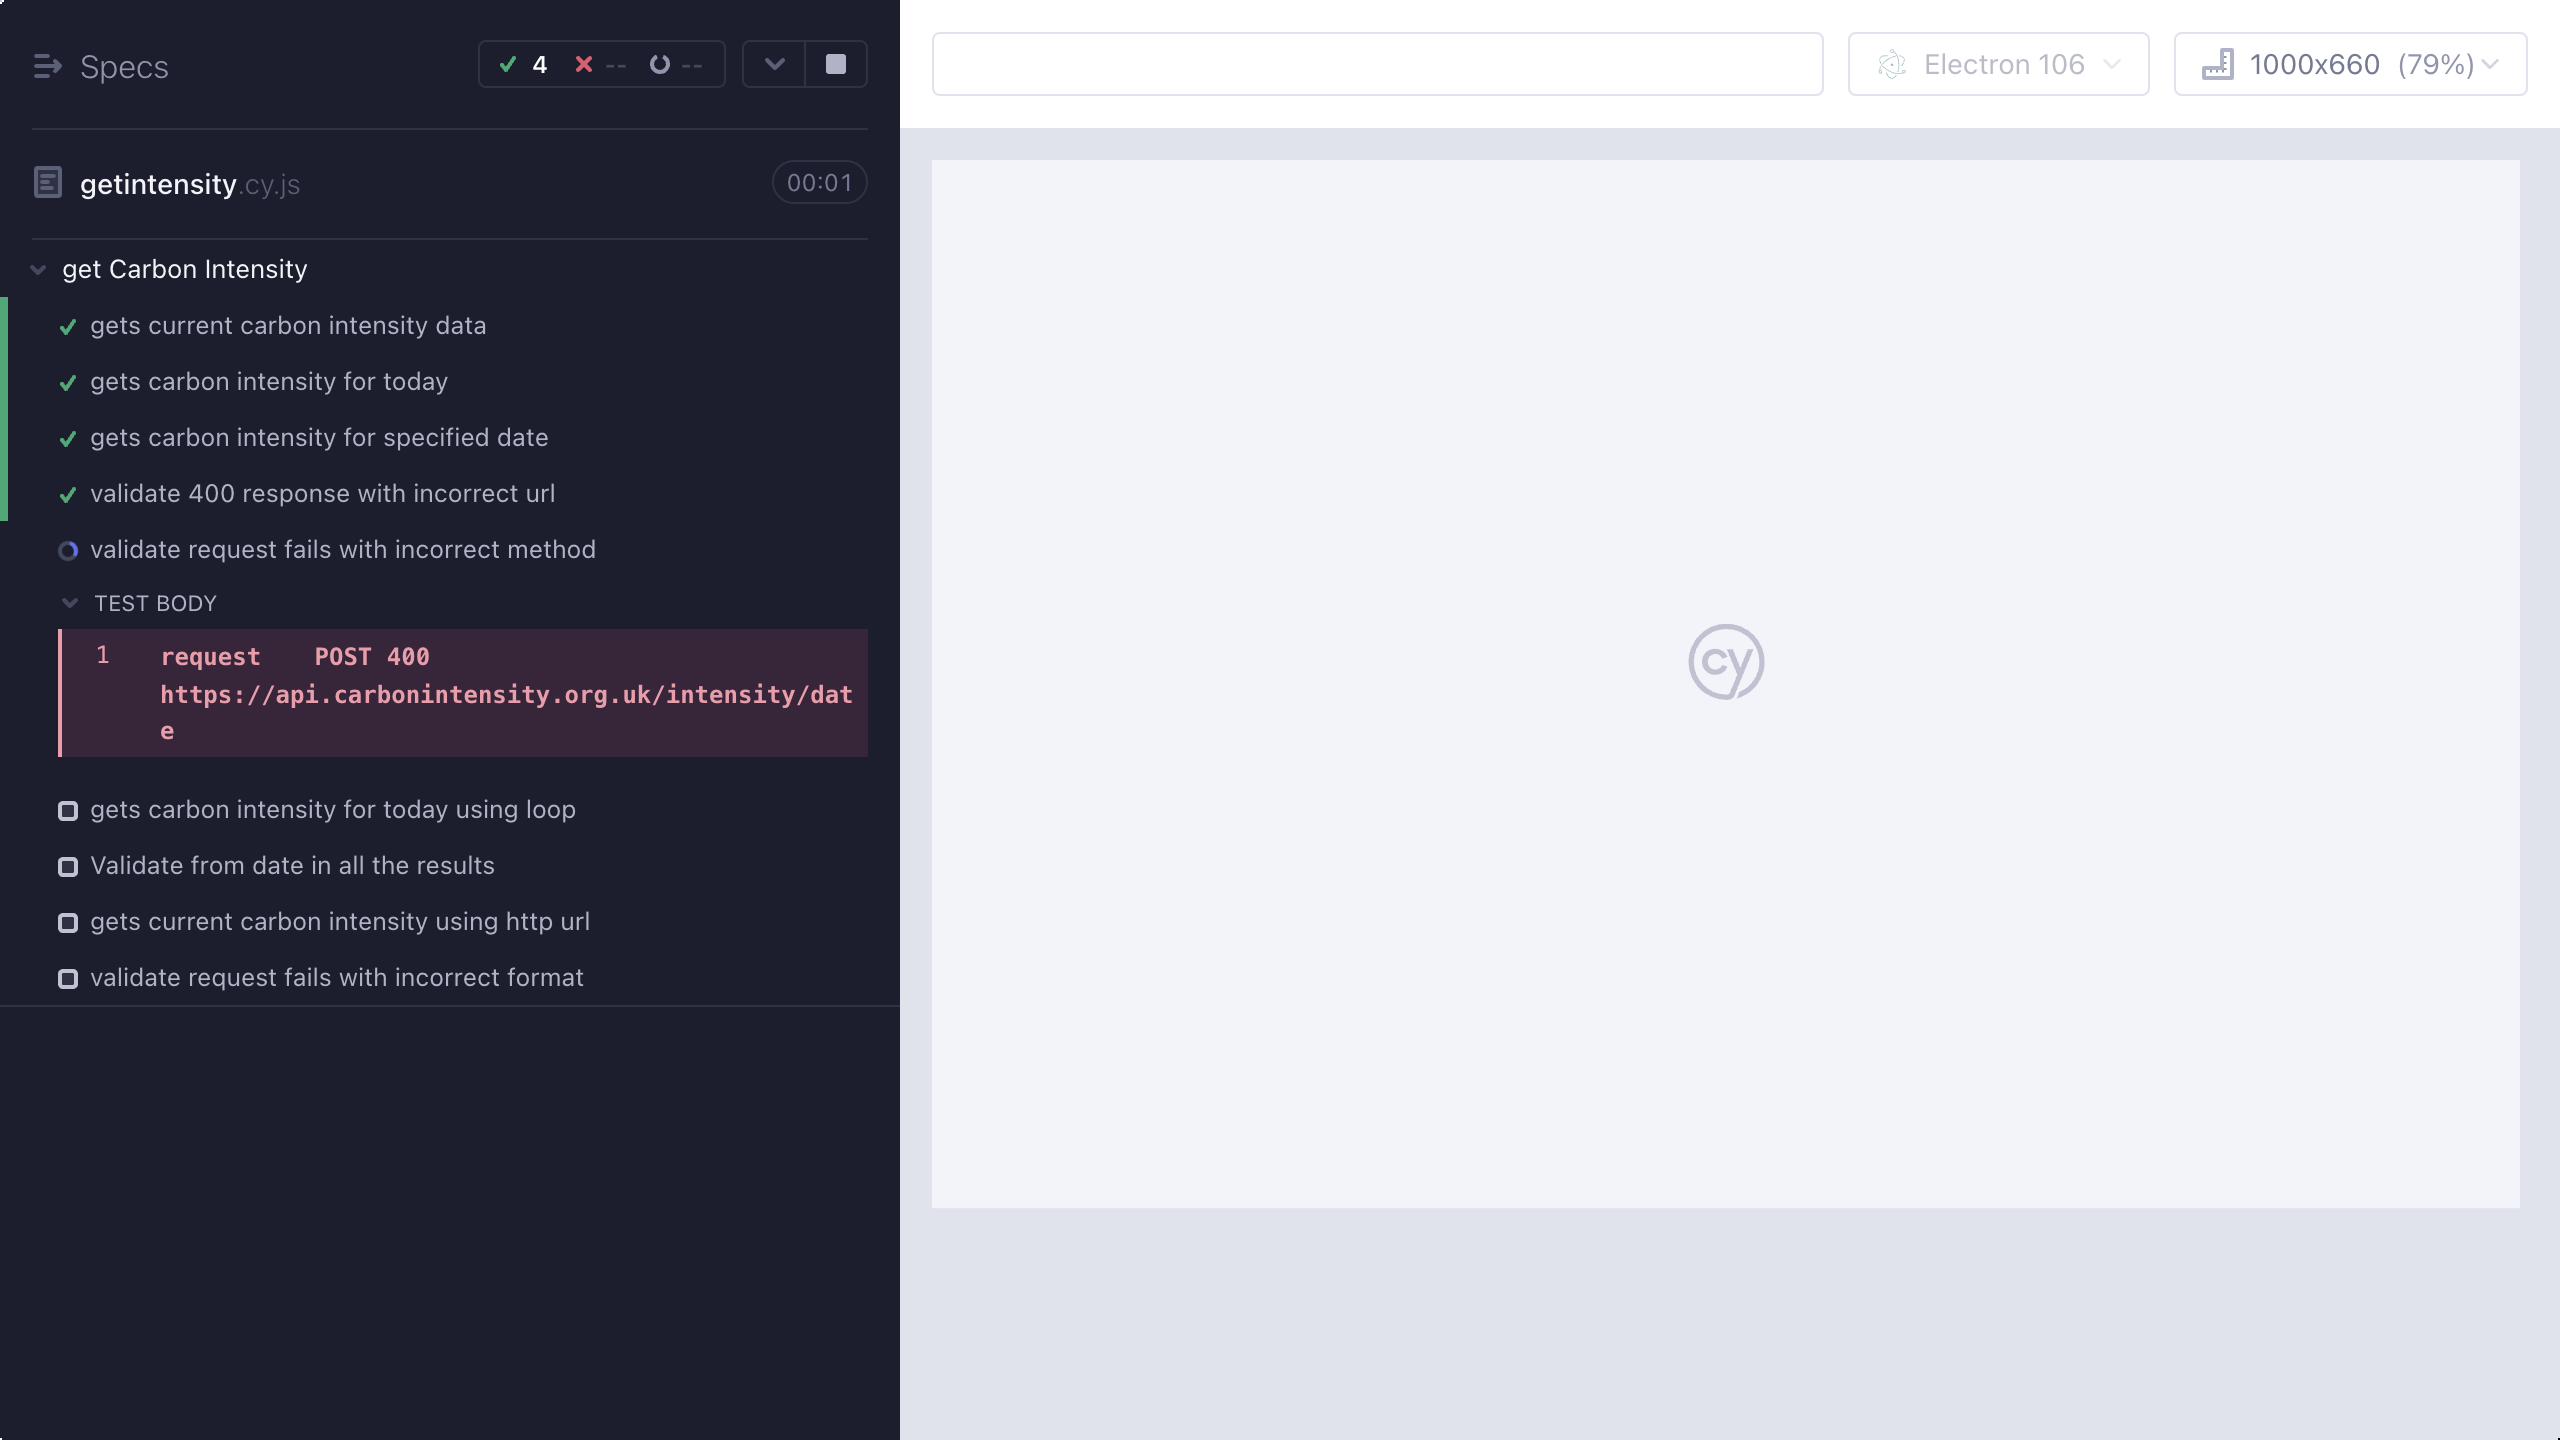 Specs
4 -- --
Electron 106
1000x660 (79%)
getintensity.cy.js
00:01
get Carbon Intensity
gets current carbon intensity data
gets carbon intensity for today
gets carbon intensity for specified date
validate 400 response with incorrect url
validate request fails with incorrect method
TEST BODY
1 request POST 400
https://api.carbonintensity.org.uk/intensity/dat
e
gets carbon intensity for today using loop
Validate from date in all the results
gets current carbon intensity using http url
validate request fails with incorrect format
cy